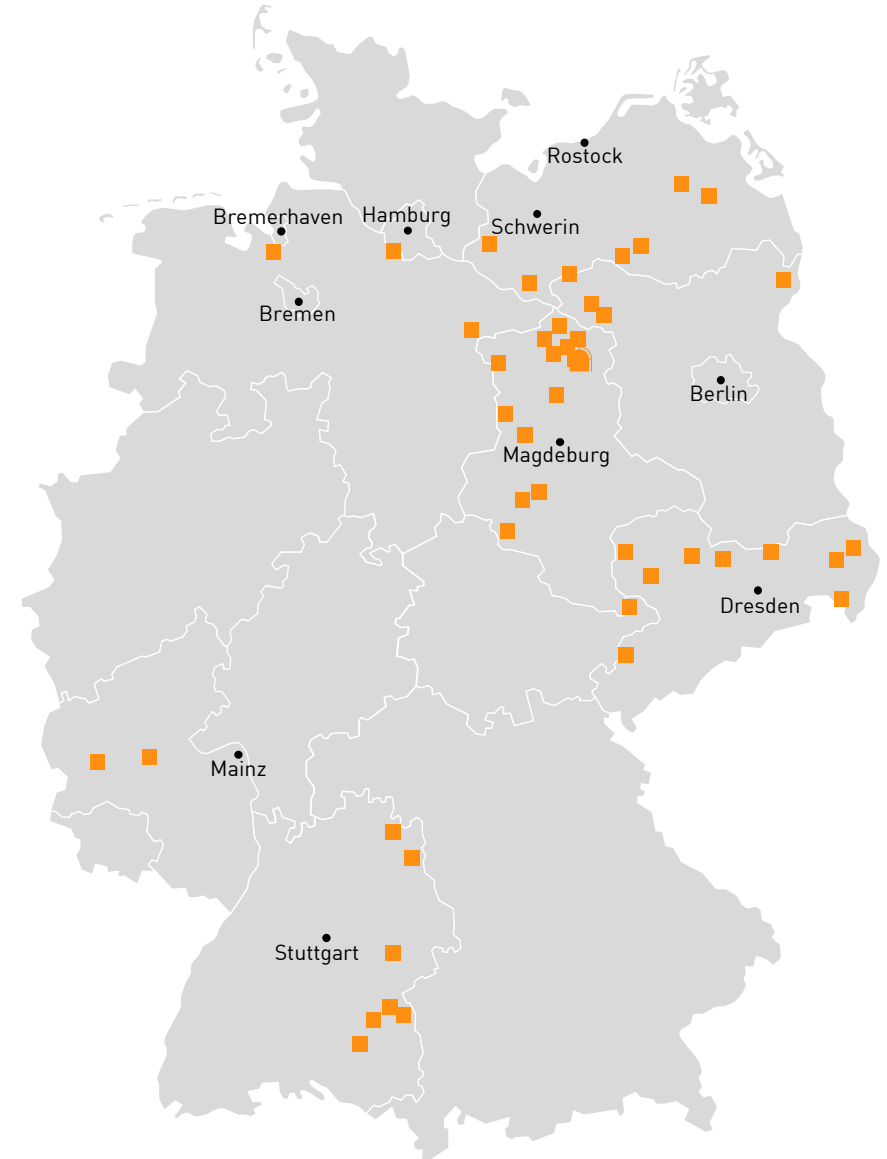 Rostock
Bremerhaven
Hamburg
Schwerin
Bremen
Berlin
Magdeburg
Dresden
Mainz
Stuttgart